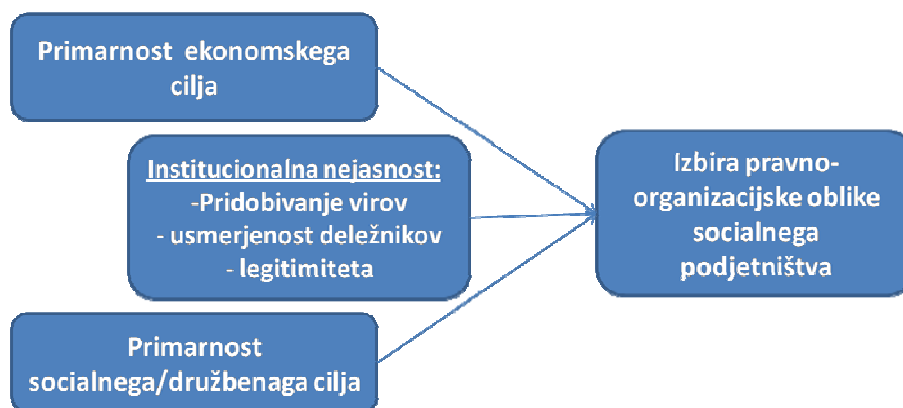 Primarnost ekonomskega
cilja
Institucionalna nejasnost:
-Pridobivanje virov
- usmerjenost deležnikov
- legitimiteta
Primarnost
socialnega/družbenaga cilja
Izbira pravno-
organizacijske oblike
socialnega
podjetništva